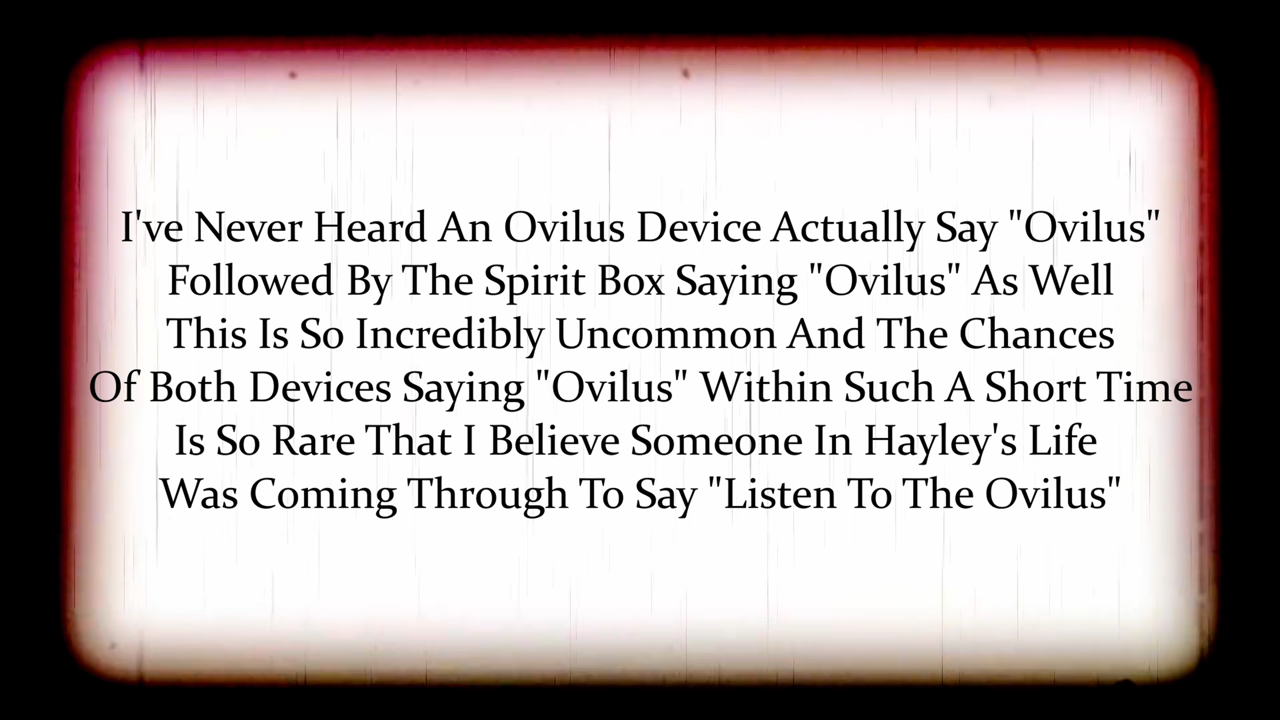 I've Never Heard An Ovilus Device Actually Say "Ovilus"
Followed By The Spirit Box Saying "Ovilus" As Well
This Is So Incredibly Uncommon And The Chances
Of Both Devices Saying "Ovilus" Within Such A Short Time
Is So Rare That I Believe Someone In Hayley's Life
Was Coming Through To Say "Listen To The Ovilus"